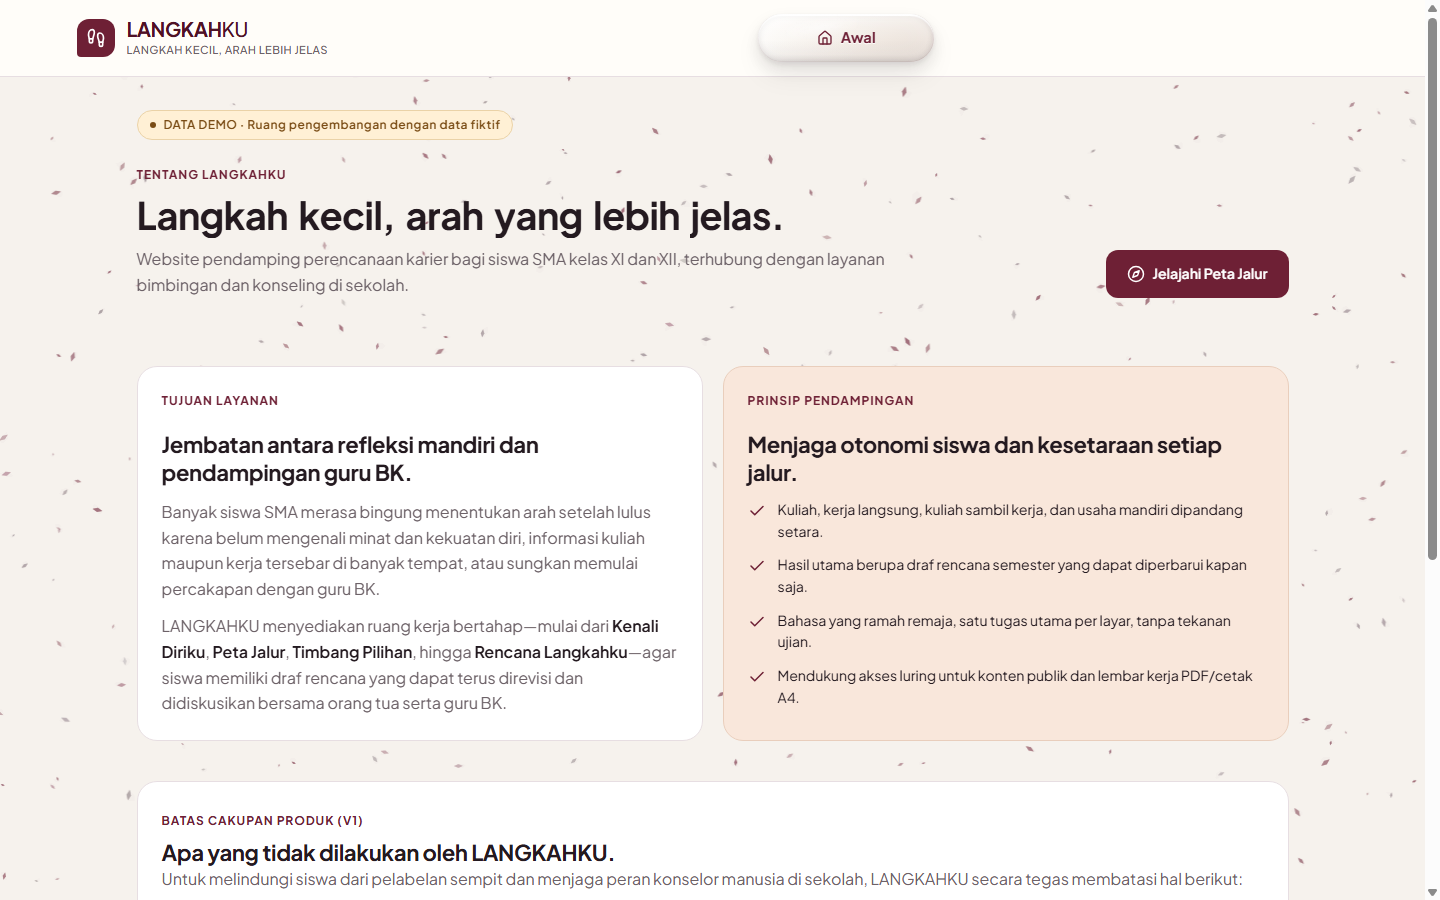 LANGKAHKU
LANGKAH KECIL, ARAH LEBIH JELAS
Awal
DATA DEMO · Ruang pengembangan dengan data fiktif
TENTANG LANGKAHKU
Langkah kecil, arah yang lebih jelas.
Website pendamping perencanaan karier bagi siswa SMA kelas XI dan XII, terhubung dengan layanan
bimbingan dan konseling di sekolah.
Jelajahi Peta Jalur
TUJUAN LAYANAN
Jembatan antara refleksi mandiri dan
pendampingan guru BK.
Banyak siswa SMA merasa bingung menentukan arah setelah lulus
karena belum mengenali minat dan kekuatan diri, informasi kuliah
maupun kerja tersebar di banyak tempat, atau sungkan memulai
percakapan dengan guru BK.
LANGKAHKU menyediakan ruang kerja bertahap—mulai dari Kenali
Diriku, Peta Jalur, Timbang Pilihan, hingga Rencana Langkahku—agar
siswa memiliki draf rencana yang dapat terus direvisi dan
didiskusikan bersama orang tua serta guru BK.
PRINSIP PENDAMPINGAN
Menjaga otonomi siswa dan kesetaraan setiap
jalur.
Kuliah, kerja langsung, kuliah sambil kerja, dan usaha mandiri dipandang
setara.
Hasil utama berupa draf rencana semester yang dapat diperbarui kapan
saja.
Bahasa yang ramah remaja, satu tugas utama per layar, tanpa tekanan
ujian.
Mendukung akses luring untuk konten publik dan lembar kerja PDF/cetak
A4.
BATAS CAKUPAN PRODUK (V1)
Apa yang tidak dilakukan oleh LANGKAHKU.
Untuk melindungi siswa dari pelabelan sempit dan menjaga peran konselor manusia di sekolah, LANGKAHKU secara tegas membatasi hal berikut: